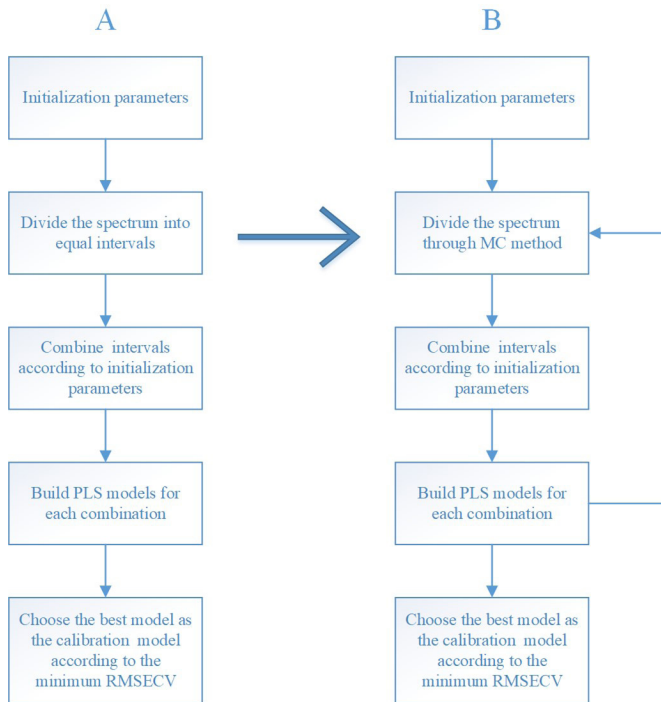 A
Initialization parameters
Divide the spectrum into
equal intervals
Combine intervals
according to initialization
parameters
Build PLS models for
each combination
Choose the best model as
the calibration model
according to the
minimum RMSECV
B
Initialization parameters
Divide the spectrum
through MC method
Combine intervals
according to initialization
parameters
Build PLS models for
each combination
Choose the best model as
the calibration model
according to the
minimum RMSECV